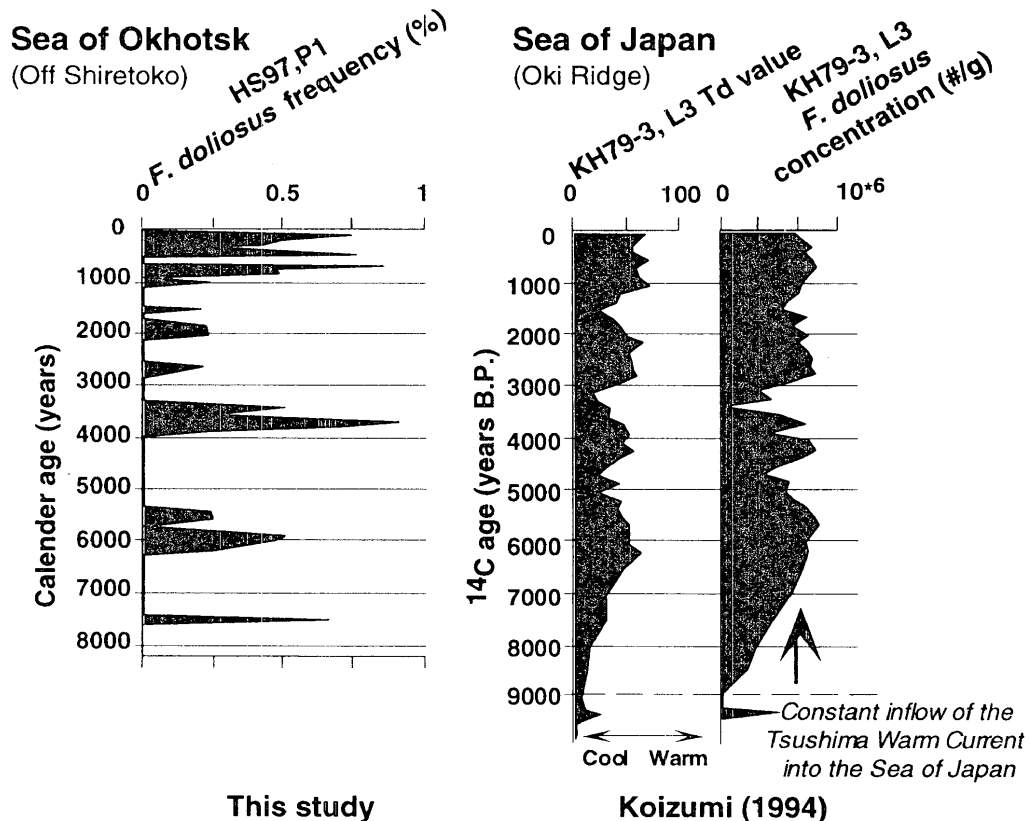 Sea of Okhotsk
(Off Shiretoko)
HS97,P1
F. doliosus frequency (%)
0 0.5 1
0
1000
2000
3000
4000
5000
6000
7000
8000
Calender age (years)
This study
Sea of Japan
(Oki Ridge)
KH79-3, L3 Td value
KH79-3, L3
F. doliosus
concentration (#/g)
0 100 0 10*6
0
1000
2000
3000
4000
5000
6000
7000
8000
9000
14C age (years B.P.)
Cool Warm
Constant inflow of the
Tsushima Warm Current
into the Sea of Japan
Koizumi (1994)